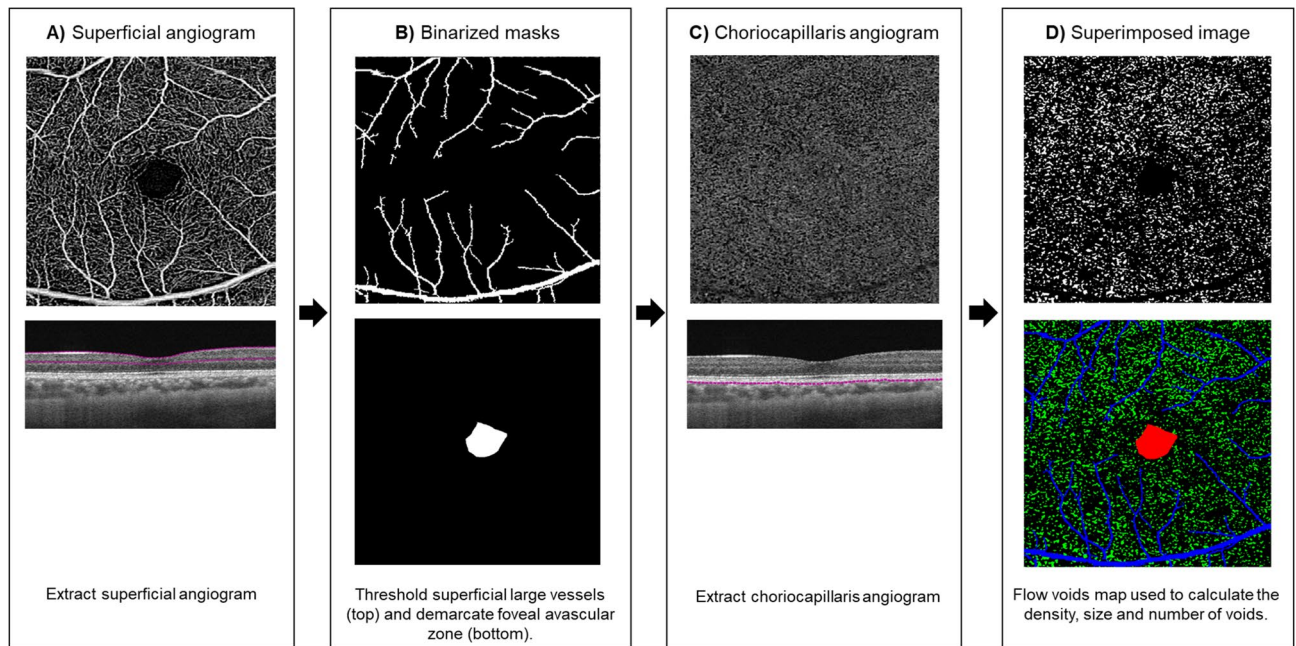 A) Superficial angiogram
Extract superficial angiogram
B) Binarized masks
Threshold superficial large vessels
(top) and demarcate foveal avascular
zone (bottom).
C) Choriocapillaris angiogram
Extract choriocapillaris angiogram
D) Superimposed image
Flow voids map used to calculate the
density, size and number of voids.